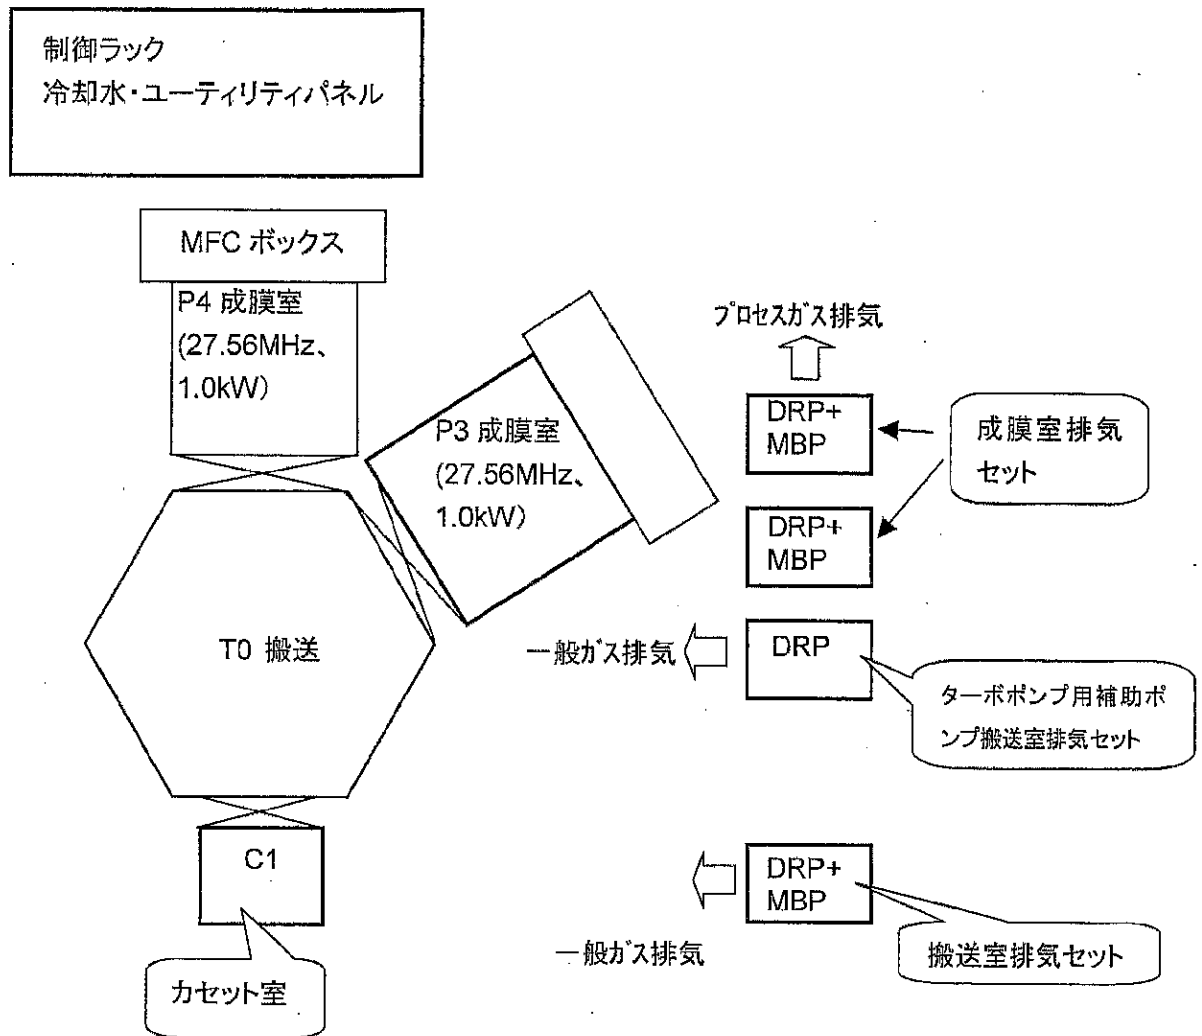 制御ラック
冷却水・ユーティリティパネル
MFC ボックス
P4 成膜室
(27.56MHz、
1.0kW)
P3 成膜室
(27.56MHz、
1.0kW)
プロセスガス排気
DRP+
MBP
成膜室排気
セット
DRP+
MBP
T0 搬送
一般ガス排気
DRP
ターボポンプ用補助ポ
ンプ搬送室排気セット
C1
カセット室
DRP+
MBP
一般ガス排気
搬送室排気セット